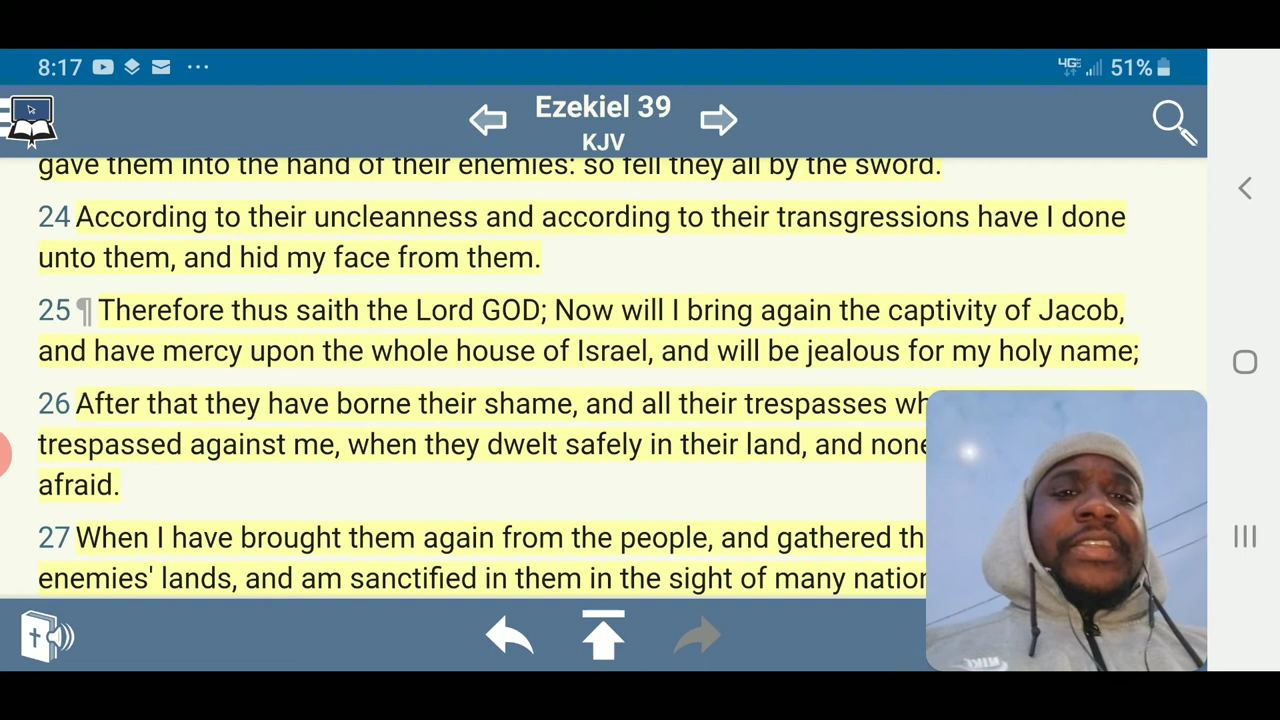 8:17 ... 4GE 51%
Ezekiel 39
KJV
gave them into the hand of their enemies: so fell they all by the sword.
24 According to their uncleanness and according to their transgressions have I done
unto them, and hid my face from them.
25 ¶ Therefore thus saith the Lord GOD; Now will I bring again the captivity of Jacob,
and have mercy upon the whole house of Israel, and will be jealous for my holy name;
26 After that they have borne their shame, and all their trespasses wh
trespassed against me, when they dwelt safely in their land, and none
afraid.
27 When I have brought them again from the people, and gathered th
enemies' lands, and am sanctified in them in the sight of many nation